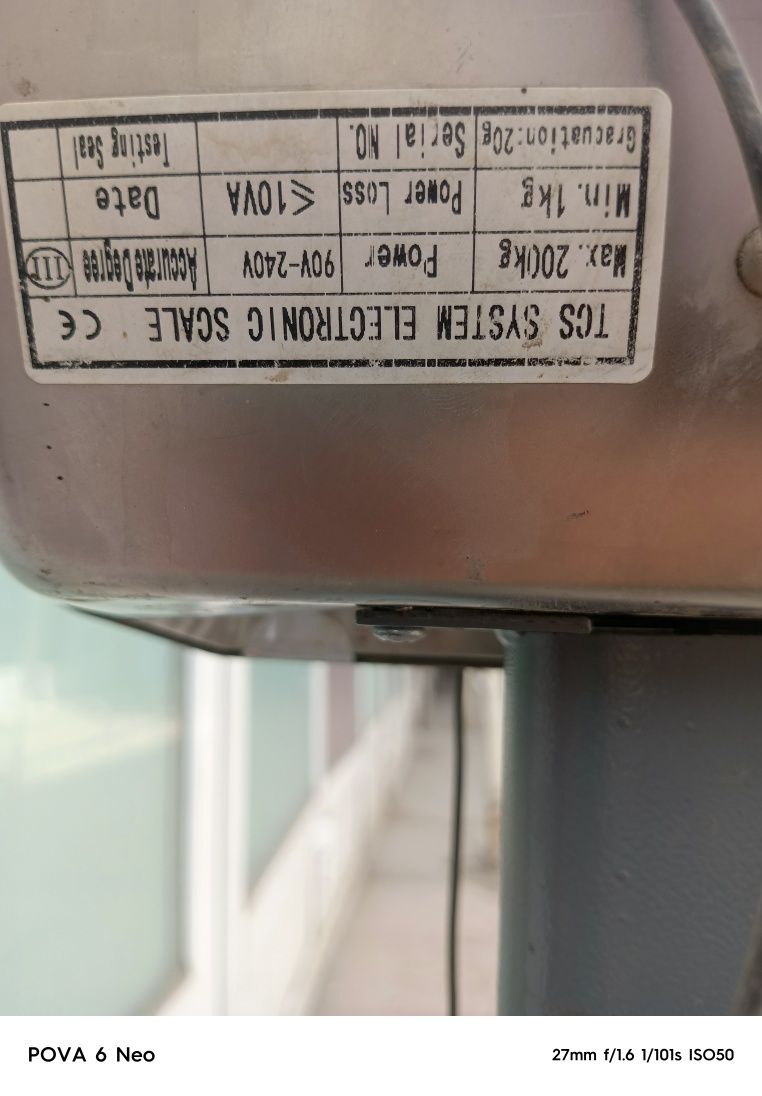 TCS SYSTEM ELECTRONIC SCALE CE
Max. 200kg Power 90V-240V Accurate Degree III
Min. 1kg Power Loss ≤10VA Date
Gracuation:20g Serial NO. Testing Seal
POVA 6 Neo 27mm f/1.6 1/101s ISO50